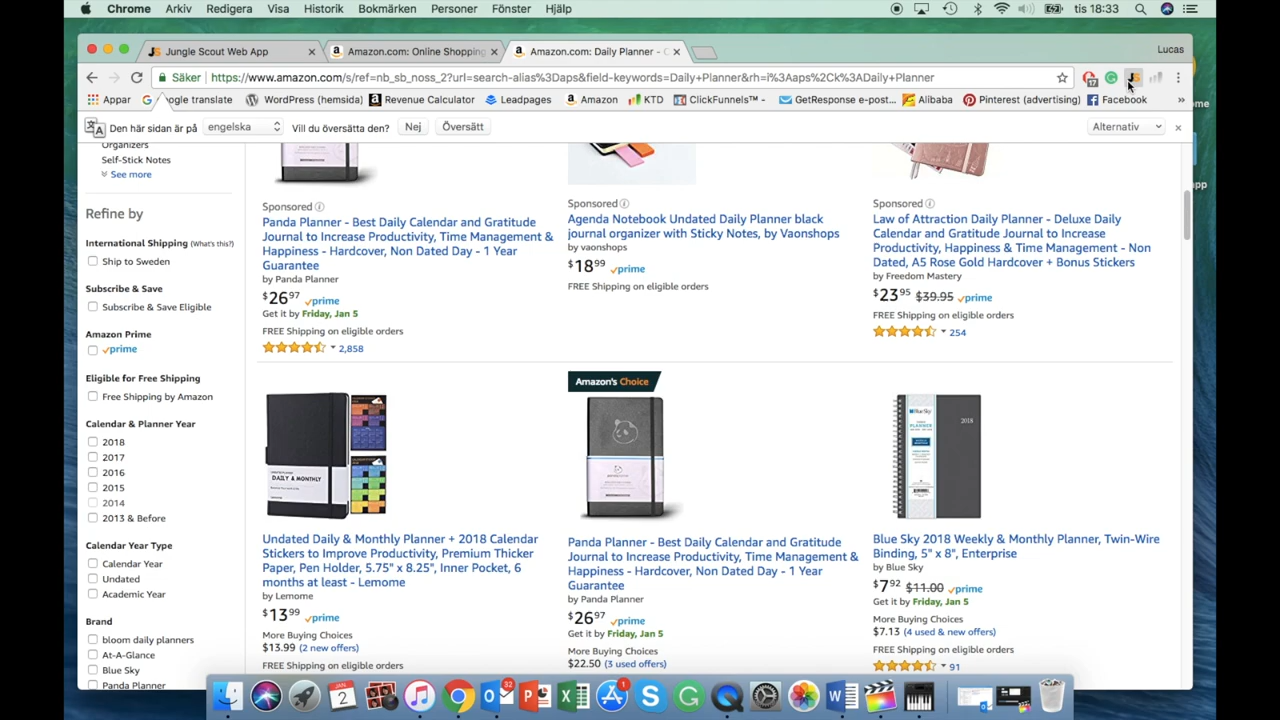 Chrome Arkiv Redigera Visa Historik Bokmärken Personer Fönster Hjälp
tis 18:33
Jungle Scout Web App
Amazon.com: Online Shopping
Amazon.com: Daily Planner - C
Lucas
Säker
https://www.amazon.com/s/ref=nb_sb_noss_2?url=search-alias%3Daps&field-keywords=Daily+Planner&rh=i%3Aaps%2Ck%3ADaily+Planner
17
JS
Appar
ogle translate
WordPress (hemsida)
Revenue Calculator
Leadpages
Amazon
KTD
ClickFunnels™ -
GetResponse e-post...
Alibaba
Pinterest (advertising)
Facebook
»
Den här sidan är på
engelska
Vill du översätta den?
Nej
Översätt
Alternativ
Organizers
Self-Stick Notes
See more
Refine by
International Shipping (What's this?)
Ship to Sweden
Subscribe & Save
Subscribe & Save Eligible
Amazon Prime
prime
Eligible for Free Shipping
Free Shipping by Amazon
Calendar & Planner Year
2018
2017
2016
2015
2014
2013 & Before
Calendar Year Type
Calendar Year
Undated
Academic Year
Brand
bloom daily planners
At-A-Glance
Blue Sky
Panda Planner
Sponsored
Panda Planner - Best Daily Calendar and Gratitude
Journal to Increase Productivity, Time Management &
Happiness - Hardcover, Non Dated Day - 1 Year
Guarantee
by Panda Planner
$26 97 prime
Get it by Friday, Jan 5
FREE Shipping on eligible orders
2,858
Sponsored
Agenda Notebook Undated Daily Planner black
journal organizer with Sticky Notes, by Vaonshops
by vaonshops
$18 99 prime
FREE Shipping on eligible orders
Sponsored
Law of Attraction Daily Planner - Deluxe Daily
Calendar and Gratitude Journal to Increase
Productivity, Happiness & Time Management - Non
Dated, A5 Rose Gold Hardcover + Bonus Stickers
by Freedom Mastery
$23 95 $39.95 prime
FREE Shipping on eligible orders
254
DAILY & MONTHLY
Undated Daily & Monthly Planner + 2018 Calendar
Stickers to Improve Productivity, Premium Thicker
Paper, Pen Holder, 5.75" x 8.25", Inner Pocket, 6
months at least - Lemome
by Lemome
$13 99 prime
More Buying Choices
$13.99 (2 new offers)
FREE Shipping on eligible orders
Amazon's Choice
Panda Planner - Best Daily Calendar and Gratitude
Journal to Increase Productivity, Time Management &
Happiness - Hardcover, Non Dated Day - 1 Year
Guarantee
by Panda Planner
$26 97 prime
Get it by Friday, Jan 5
More Buying Choices
$22.50 (3 used offers)
2018
Blue Sky 2018 Weekly & Monthly Planner, Twin-Wire
Binding, 5" x 8", Enterprise
by Blue Sky
$7 92 $11.00 prime
Get it by Friday, Jan 5
More Buying Choices
$7.13 (4 used & new offers)
FREE Shipping on eligible orders
91